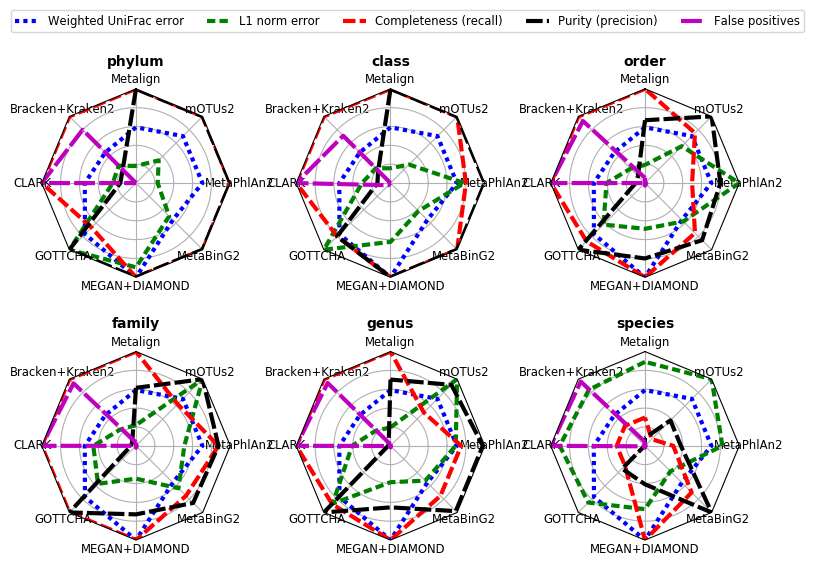 Weighted UniFrac error L1 norm error Completeness (recall) Purity (precision) False positives
phylum class order
Metalign Metalign Metalign
Bracken+Kraken2 mOTUs2 Bracken+Kraken2 mOTUs2 Bracken+Kraken2 mOTUs2
CLARK MetaPhlAn2 CLARK MetaPhlAn2 CLARK MetaPhlAn2
GOTTCHA MetaBinG2 GOTTCHA MetaBinG2 GOTTCHA MetaBinG2
MEGAN+DIAMOND MEGAN+DIAMOND MEGAN+DIAMOND
family genus species
Metalign Metalign Metalign
Bracken+Kraken2 mOTUs2 Bracken+Kraken2 mOTUs2 Bracken+Kraken2 mOTUs2
CLARK MetaPhlAn2 CLARK MetaPhlAn2 CLARK MetaPhlAn2
GOTTCHA MetaBinG2 GOTTCHA MetaBinG2 GOTTCHA MetaBinG2
MEGAN+DIAMOND MEGAN+DIAMOND MEGAN+DIAMOND